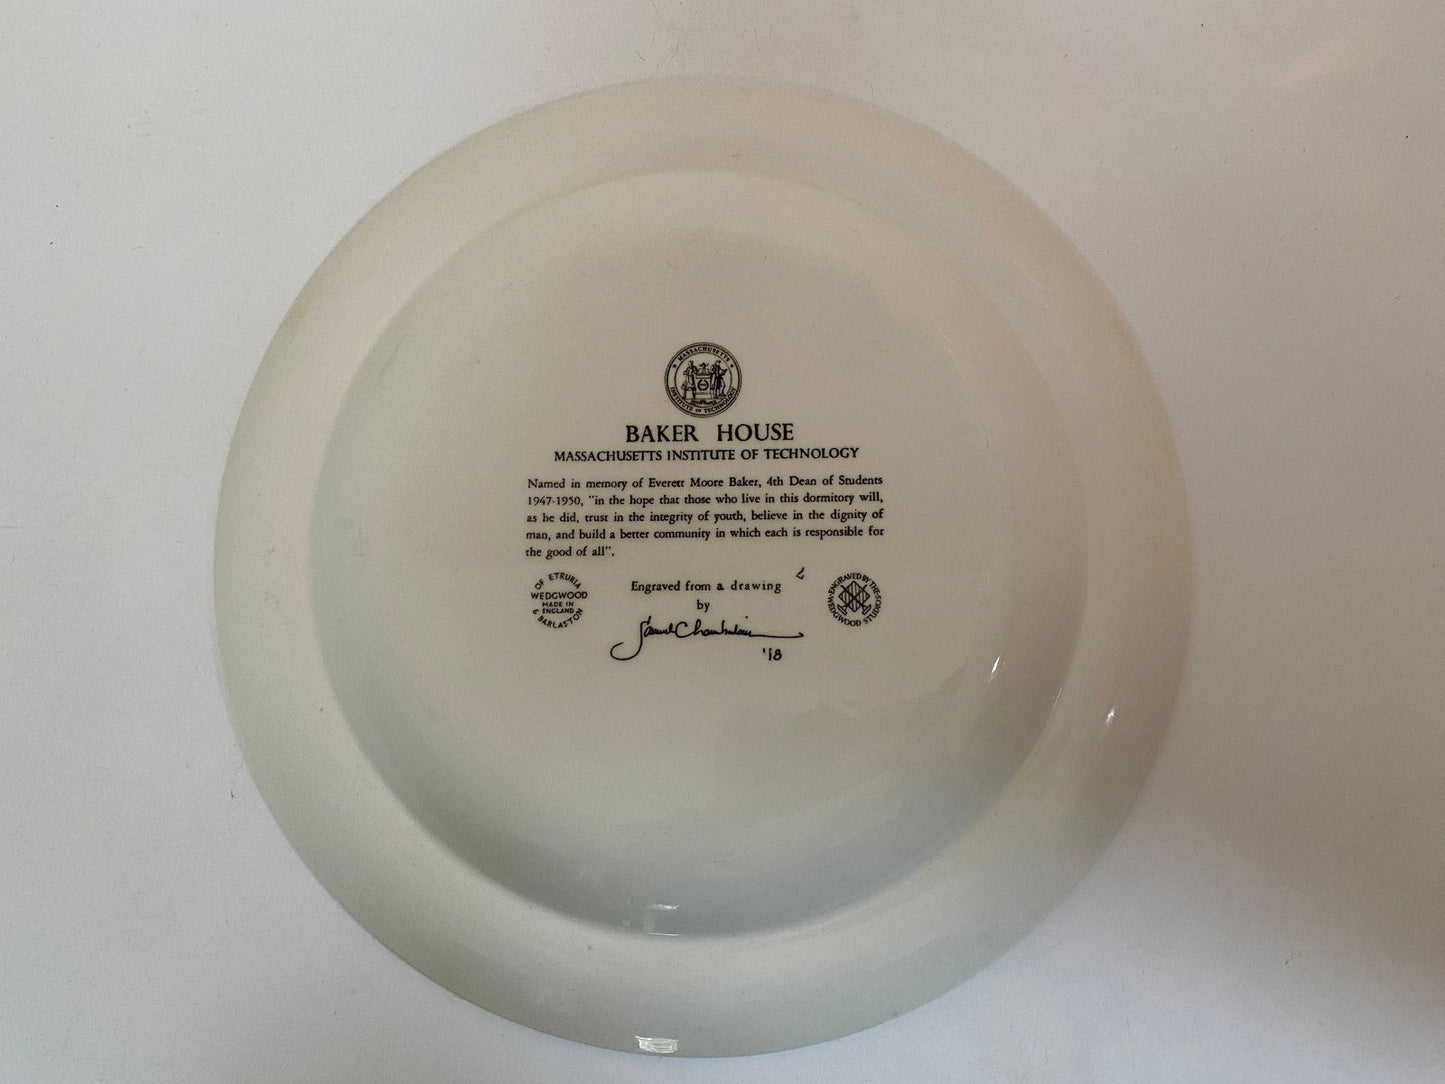 MASSACHUSETTS
INSTITUTE OF TECHNOLOGY
BAKER HOUSE
MASSACHUSETTS INSTITUTE OF TECHNOLOGY
Named in memory of Everett Moore Baker, 4th Dean of Students
1947-1950, "in the hope that those who live in this dormitory will,
as he did, trust in the integrity of youth, believe in the dignity of
man, and build a better community in which each is responsible for
the good of all".
OF ETRURIA
WEDGWOOD
MADE IN
ENGLAND
& BARLASTON
Engraved from a drawing
by
Samuel Chamberlain
'18
ENGRAVED BY THE
WEDGWOOD STUDIOS